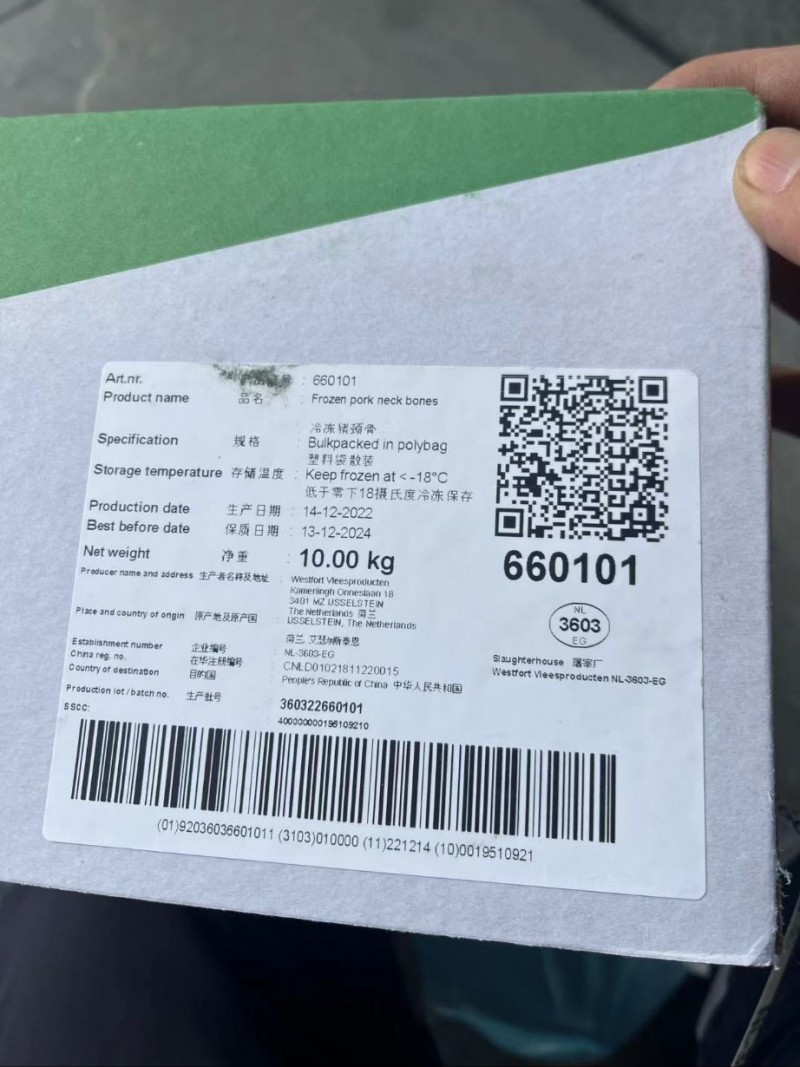 Art.nr. : 660101
Product name 品名 : Frozen pork neck bones
冷冻猪颈骨
Specification 规格 : Bulkpacked in polybag
塑料袋散装
Storage temperature 存储温度 : Keep frozen at < -18°C
低于零下18摄氏度冷冻保存
Production date 生产日期 : 14-12-2022
Best before date 保质日期 : 13-12-2024
Net weight 净重 : 10.00 kg
Producer name and address 生产者名称及地址 : Westfort Vleesproducten
Kamerlingh Onneslaan 18
3401 MZ IJSSELSTEIN
The Netherlands 荷兰
Place and country of origin 原产地及原产国 : IJSSELSTEIN, The Netherlands
荷兰, 艾瑟尔斯泰恩
Establishment number 企业编号 : NL-3603-EG
China reg. no. 在华注册编号 : CNLD01021811220015
Country of destination 目的国 : People's Republic of China 中华人民共和国
Production lot / batch no. 生产批号 360322660101
SSCC: 400000000195109210
(01)92036036601011 (3103)010000 (11)221214 (10)0019510921
660101
NL
3603
EG
Slaughterhouse 屠宰厂
Westfort Vleesproducten NL-3603-EG